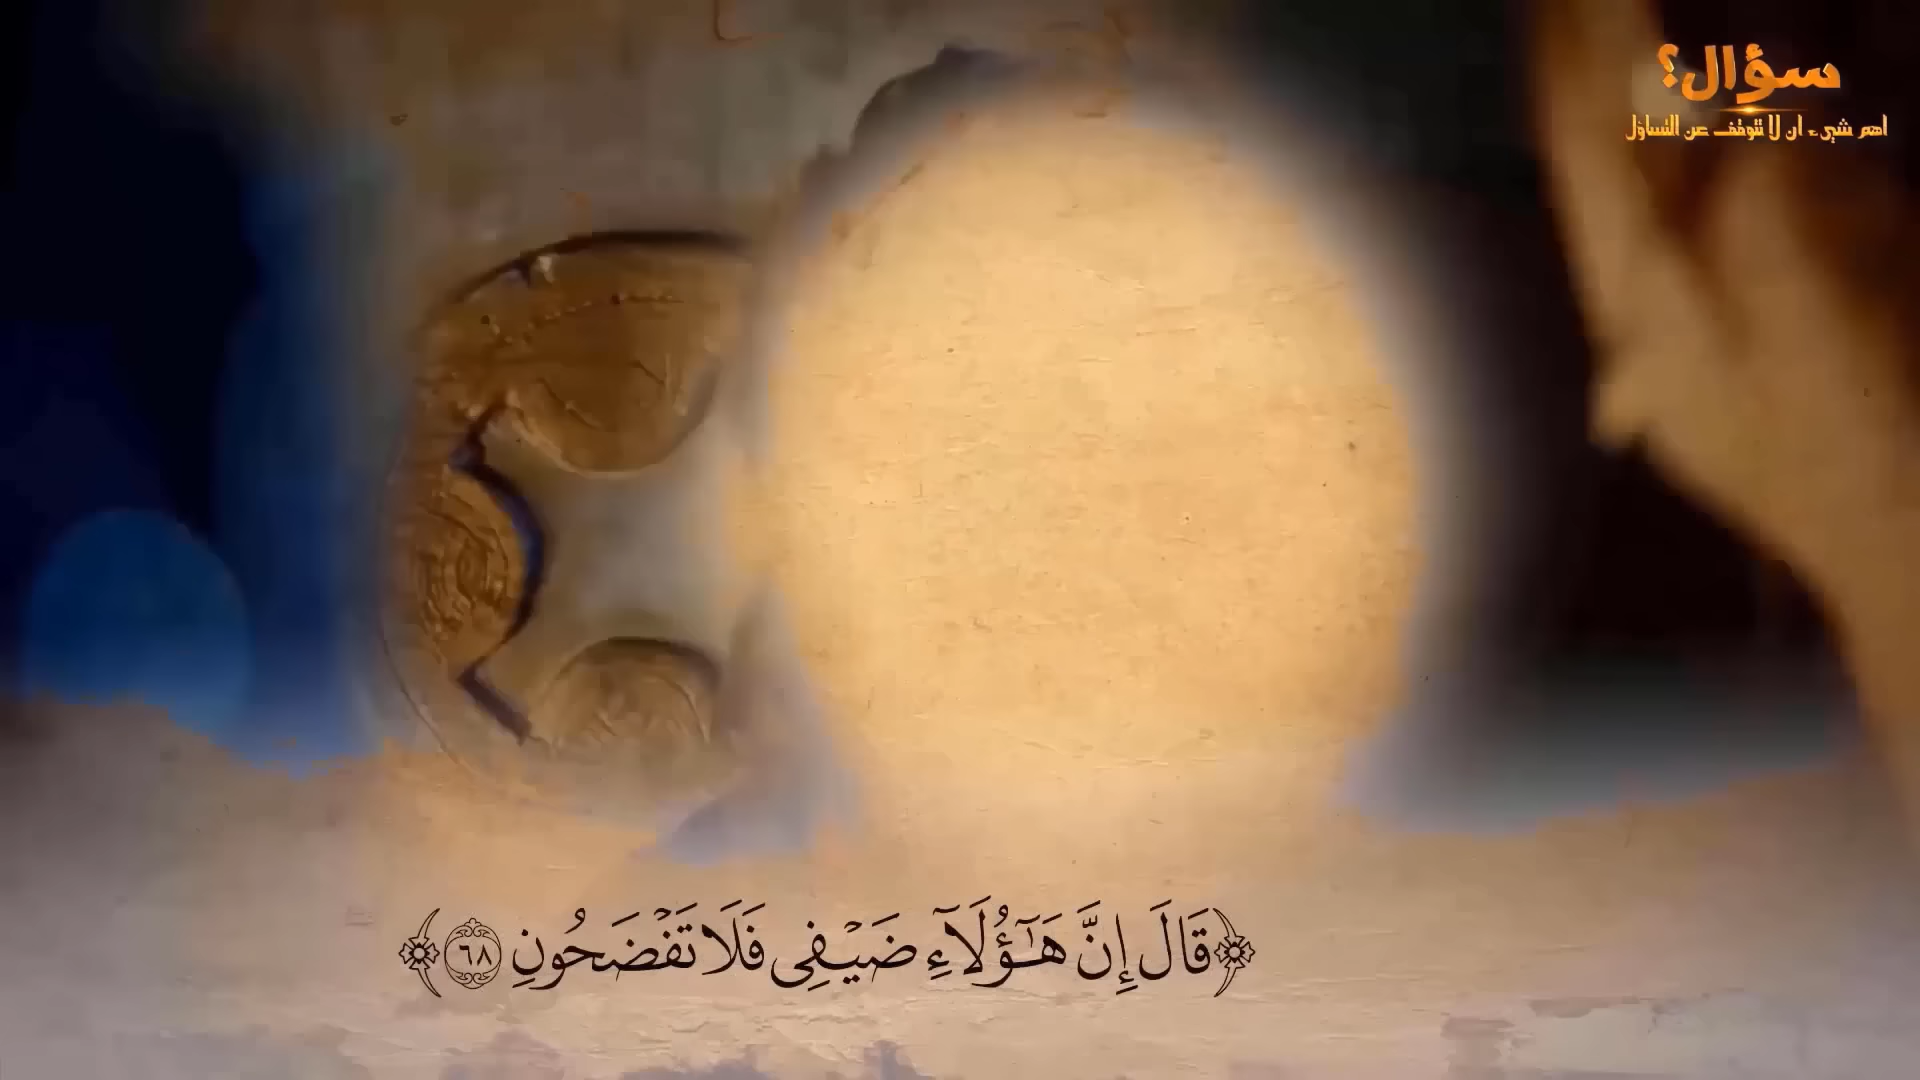 سؤال؟
اهم شيء ان لا تتوقف عن التساؤل
﴿قَالَ إِنَّ هَٰٓؤُلَآءِ ضَيۡفِي فَلَا تَفۡضَحُونِ ٦٨﴾